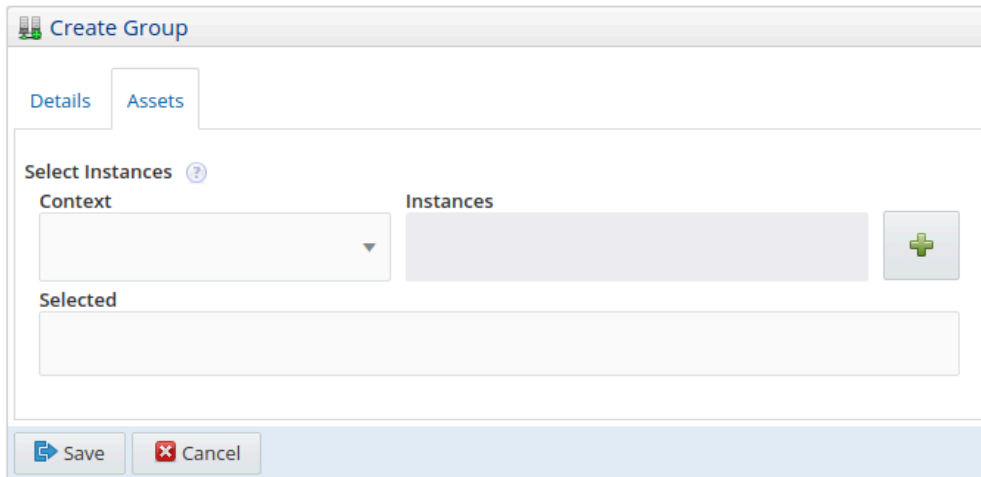 Create Group
Details Assets
Select Instances ?
Context Instances
Selected
Save Cancel